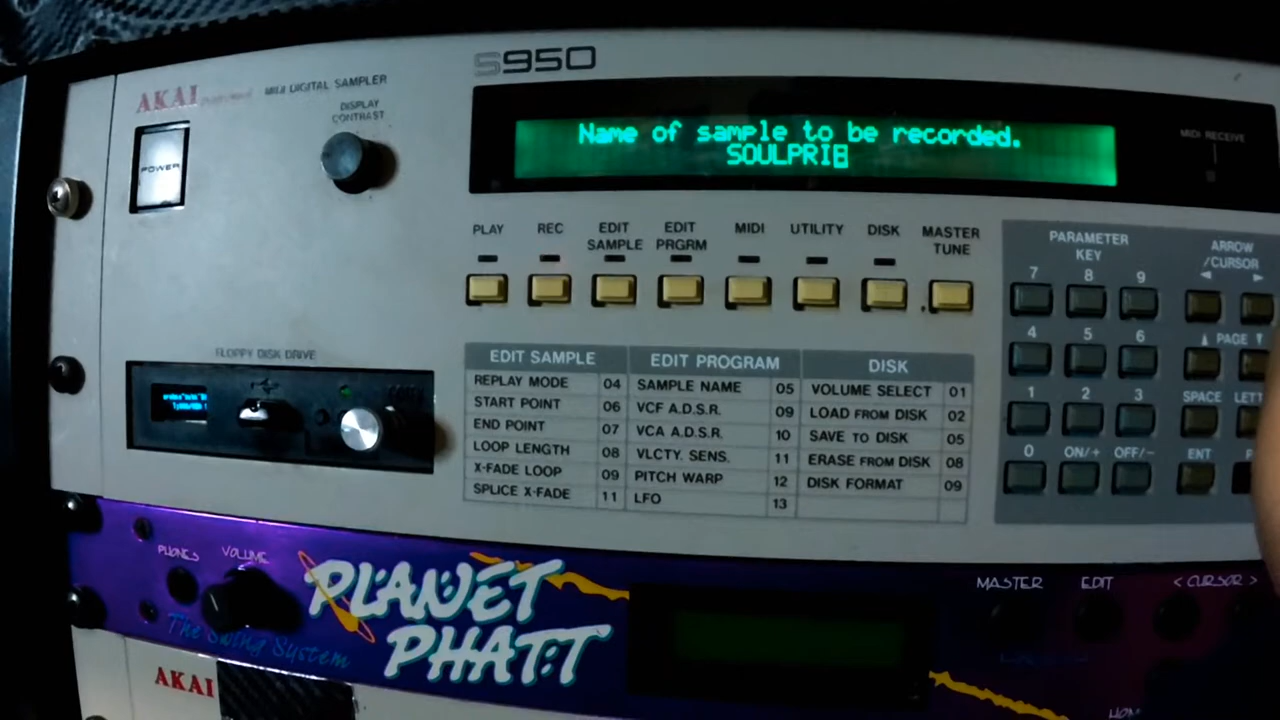 S950
AKAI professional MIDI DIGITAL SAMPLER
DISPLAY
CONTRAST
POWER
Name of sample to be recorded.
SOULPRI
MIDI RECEIVE
PLAY
REC
EDIT
SAMPLE
EDIT
PRGRM
MIDI
UTILITY
DISK
MASTER
TUNE
PARAMETER
KEY
ARROW
/CURSOR
7 8 9
4 5 6
PAGE
1 2 3
SPACE
0 ON/+ OFF/-
ENT
FLOPPY DISK DRIVE
EDIT SAMPLE
REPLAY MODE 04
START POINT 06
END POINT 07
LOOP LENGTH 08
X-FADE LOOP 09
SPLICE X-FADE 11
EDIT PROGRAM
SAMPLE NAME 05
VCF A.D.S.R. 09
VCA A.D.S.R. 10
VLCTY. SENS. 11
PITCH WARP 12
LFO 13
DISK
VOLUME SELECT 01
LOAD FROM DISK 02
SAVE TO DISK 05
ERASE FROM DISK 08
DISK FORMAT 09
PHONES
VOLUME
PLANET
PHATT
The Swing System
MASTER
EDIT
< CURSOR >
AKAI